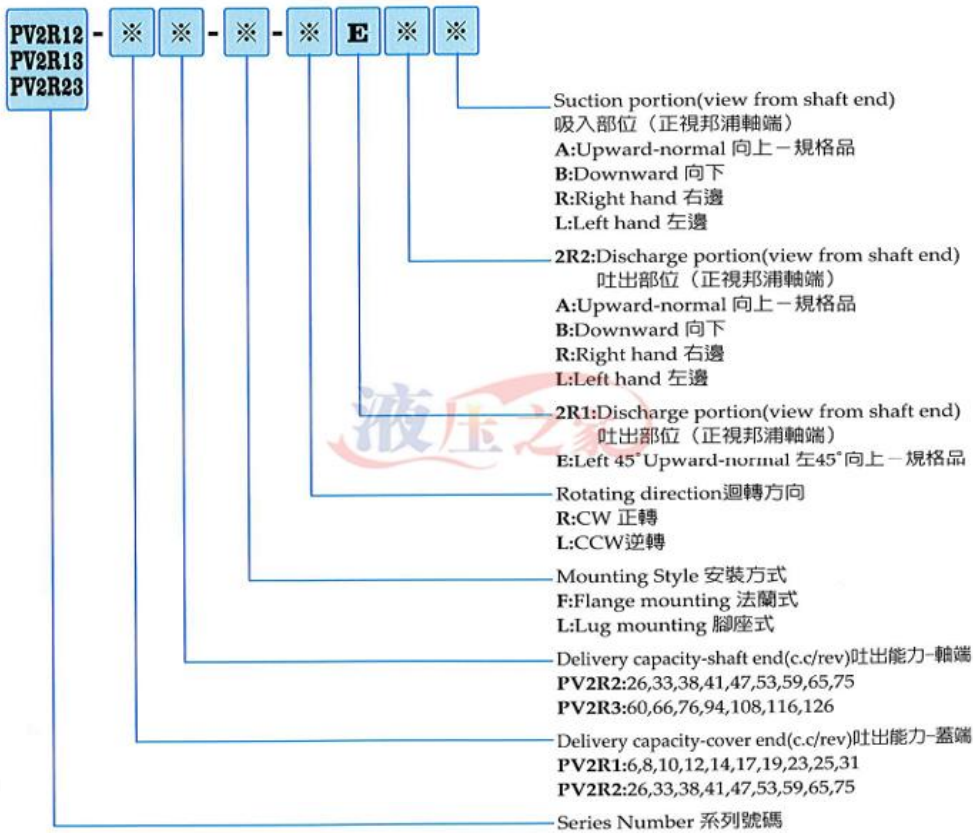 PV2R12 - ※ ※ - ※ - ※ E ※ ※
PV2R13
PV2R23
Suction portion(view from shaft end)
吸入部位（正視邦浦軸端）
A:Upward-normal 向上－規格品
B:Downward 向下
R:Right hand 右邊
L:Left hand 左邊
2R2:Discharge portion(view from shaft end)
吐出部位（正視邦浦軸端）
A:Upward-normal 向上－規格品
B:Downward 向下
R:Right hand 右邊
L:Left hand 左邊
液压之家
2R1:Discharge portion(view from shaft end)
吐出部位（正視邦浦軸端）
E:Left 45°Upward-normal 左45°向上－規格品
Rotating direction迴轉方向
R:CW 正轉
L:CCW逆轉
Mounting Style 安裝方式
F:Flange mounting 法蘭式
L:Lug mounting 腳座式
Delivery capacity-shaft end(c.c/rev)吐出能力-軸端
PV2R2:26,33,38,41,47,53,59,65,75
PV2R3:60,66,76,94,108,116,126
Delivery capacity-cover end(c.c/rev)吐出能力-蓋端
PV2R1:6,8,10,12,14,17,19,23,25,31
PV2R2:26,33,38,41,47,53,59,65,75
Series Number 系列號碼